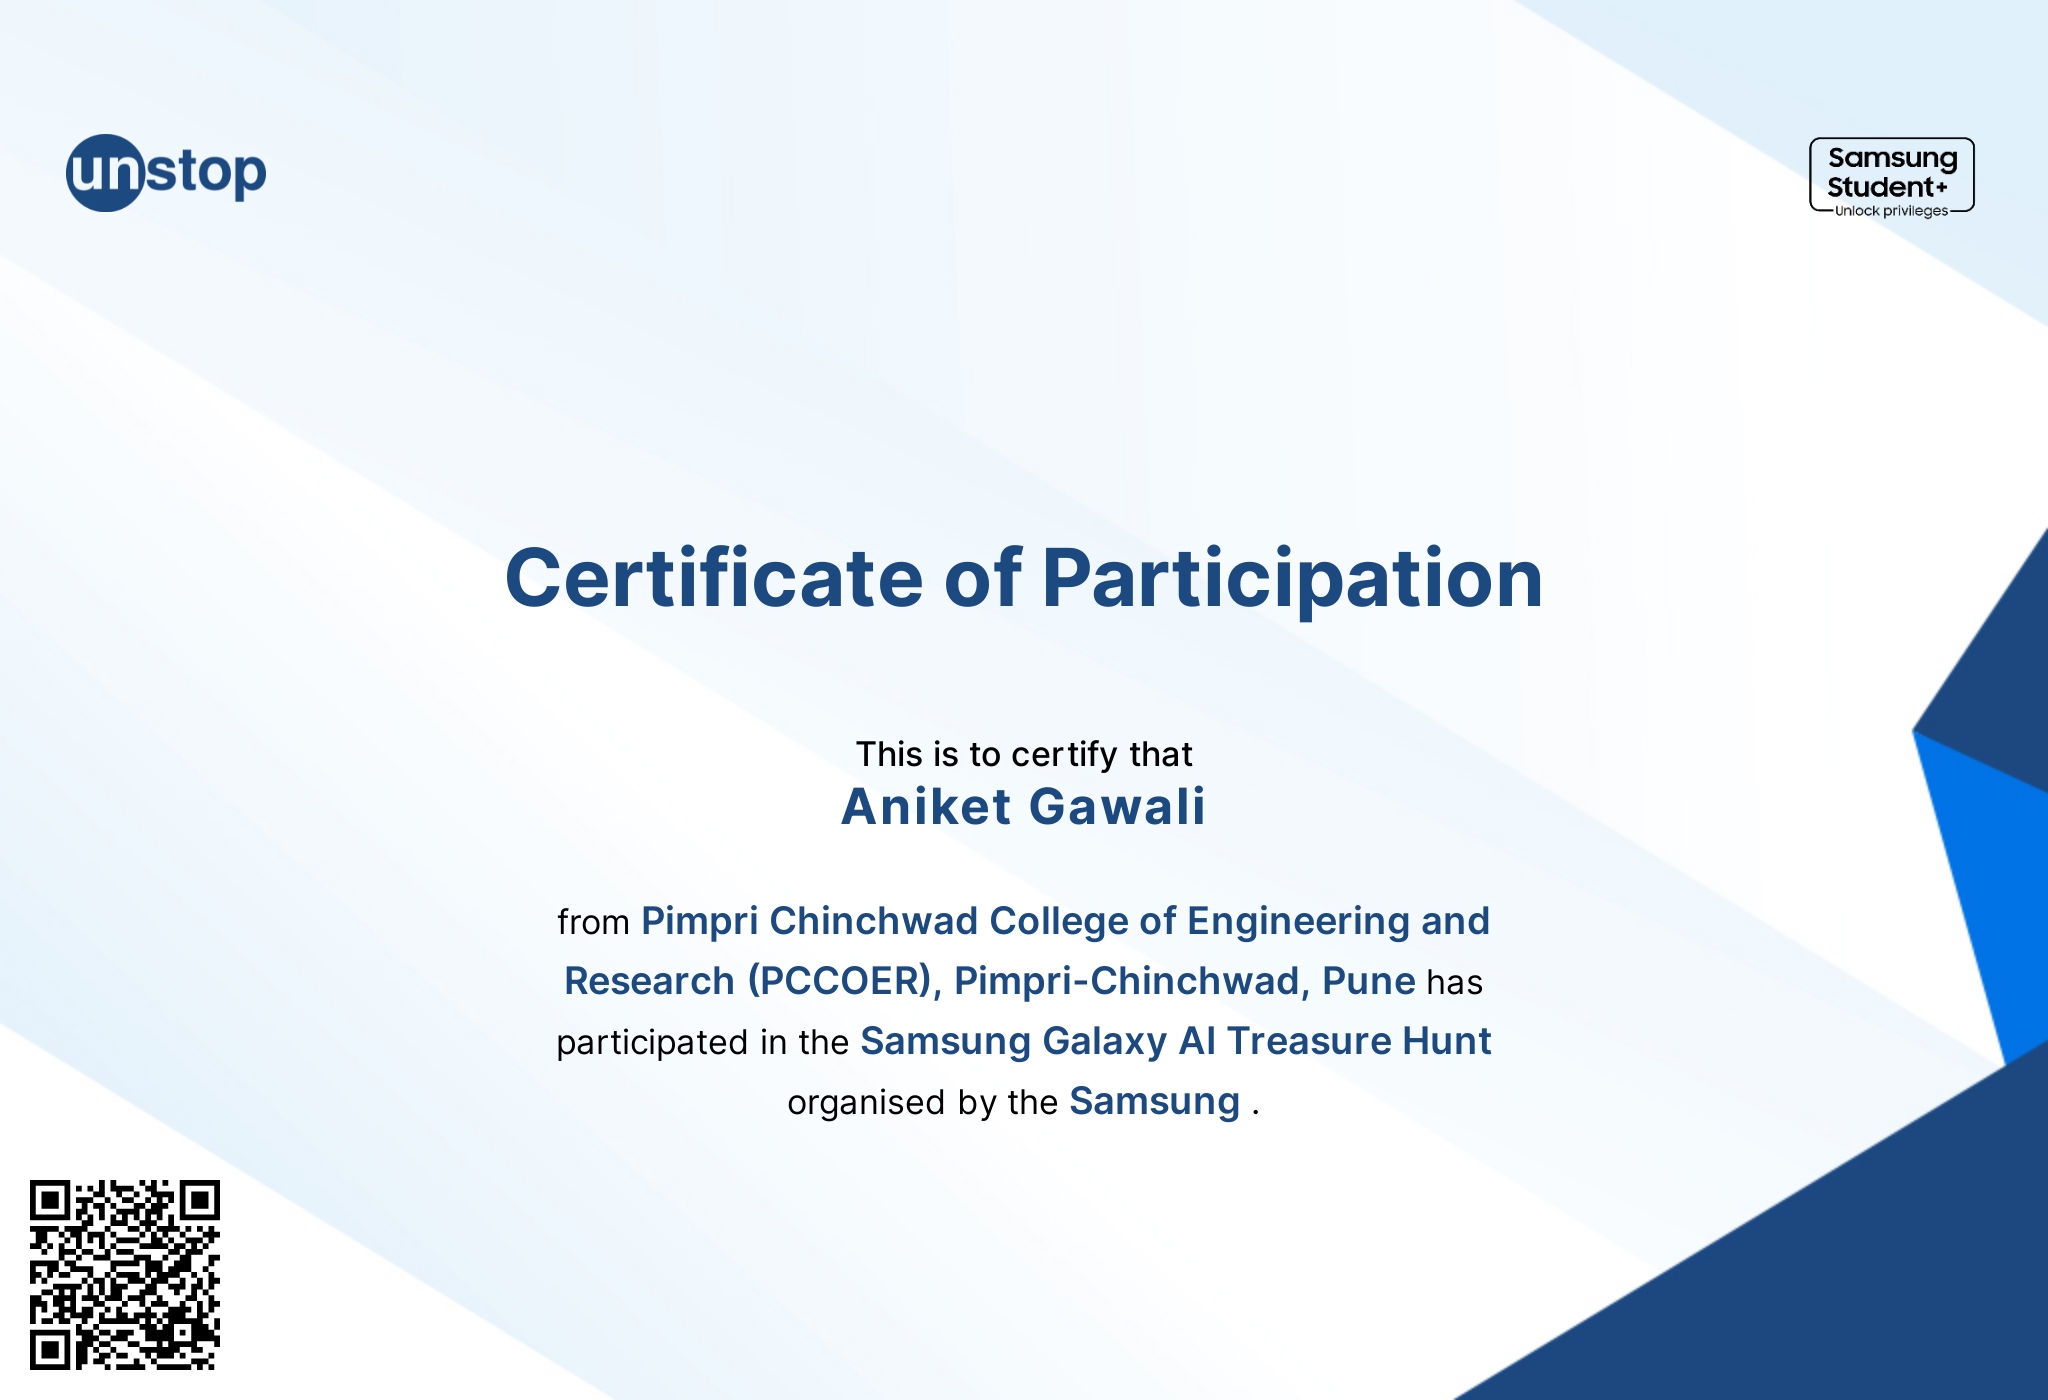 unstop
Samsung
Student+
Unlock privileges
Certificate of Participation
This is to certify that
Aniket Gawali
from Pimpri Chinchwad College of Engineering and
Research (PCCOER), Pimpri-Chinchwad, Pune has
participated in the Samsung Galaxy AI Treasure Hunt
organised by the Samsung .